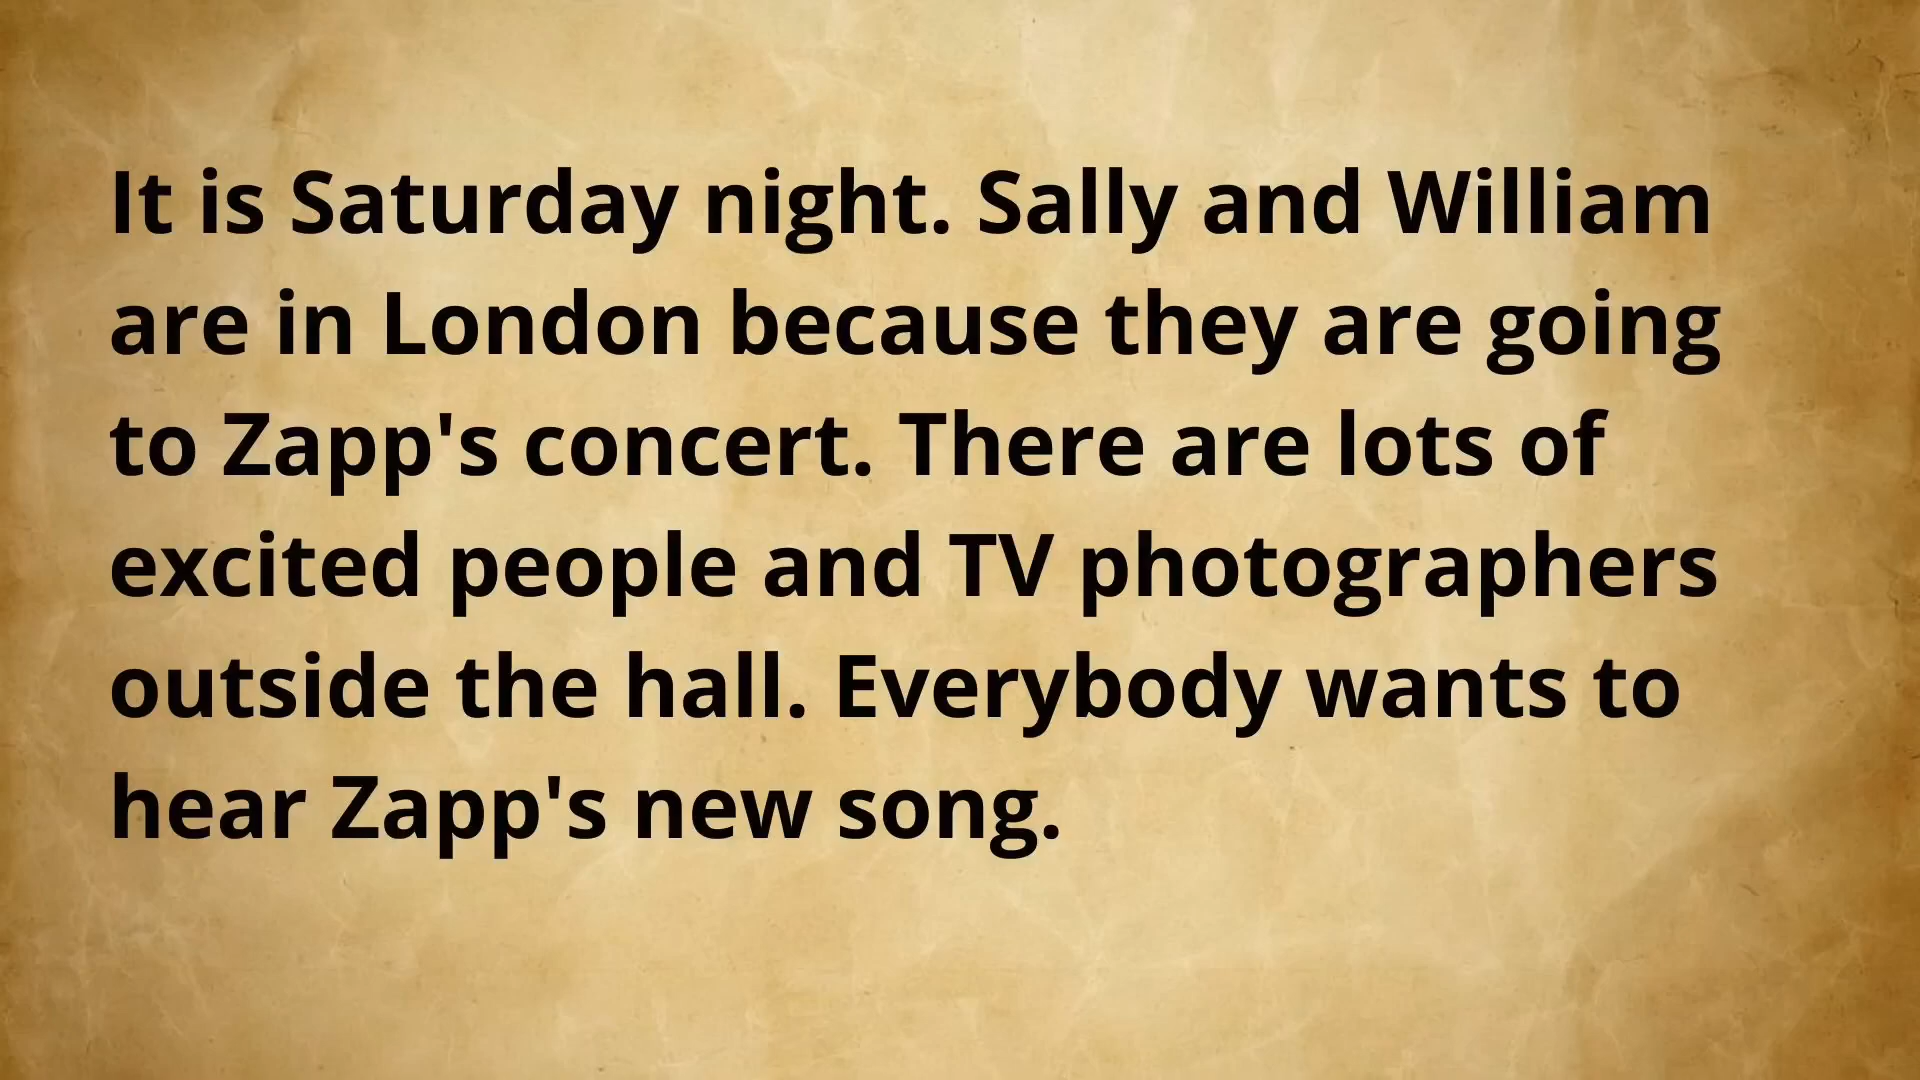 It is Saturday night. Sally and William
are in London because they are going
to Zapp's concert. There are lots of
excited people and TV photographers
outside the hall. Everybody wants to
hear Zapp's new song.